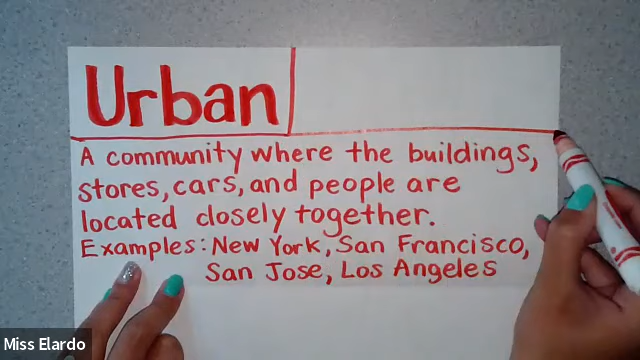 Urban
A community where the buildings,
stores, cars, and people are
located closely together.
Examples: New York, San Francisco,
San Jose, Los Angeles
Miss Elardo